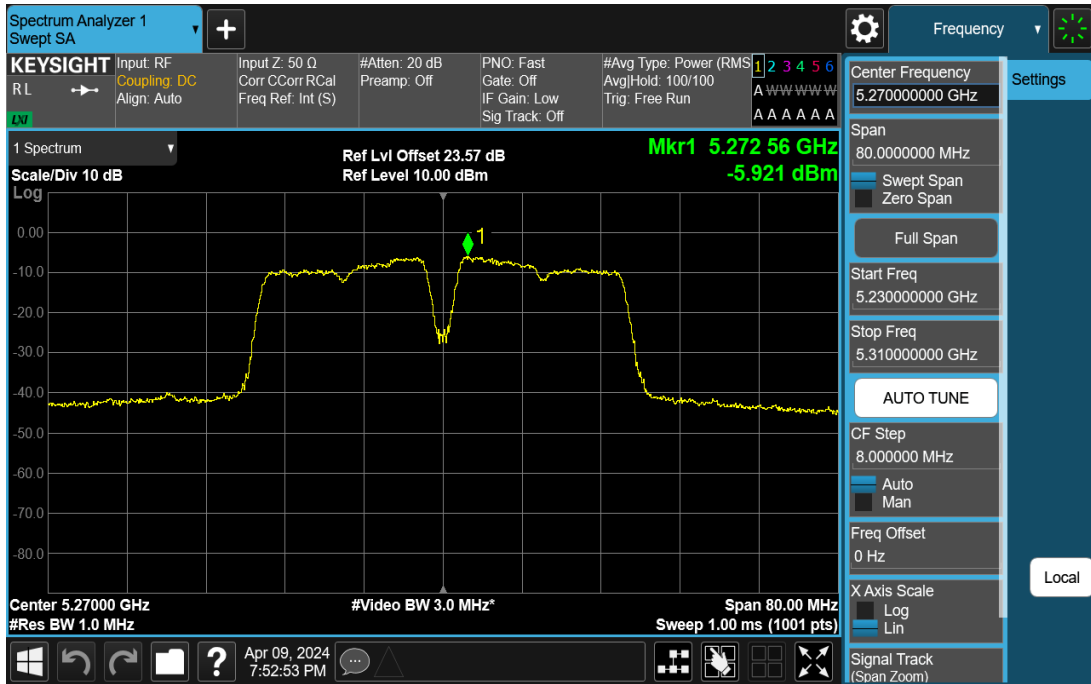 Spectrum Analyzer 1
Swept SA
+
Frequency
KEYSIGHT
R L
LXI
Input: RF
Coupling: DC
Align: Auto
Input Z: 50 Ω
Corr CCorr RCal
Freq Ref: Int (S)
#Atten: 20 dB
Preamp: Off
PNO: Fast
Gate: Off
IF Gain: Low
Sig Track: Off
#Avg Type: Power (RMS
Avg|Hold: 100/100
Trig: Free Run
1 2 3 4 5 6
A W W W W W
A A A A A A
Center Frequency
5.270000000 GHz
Settings
1 Spectrum
Scale/Div 10 dB
Ref Lvl Offset 23.57 dB
Ref Level 10.00 dBm
Mkr1 5.272 56 GHz
-5.921 dBm
Log
0.00
-10.0
-20.0
-30.0
-40.0
-50.0
-60.0
-70.0
-80.0
1
Center 5.27000 GHz
#Res BW 1.0 MHz
#Video BW 3.0 MHz*
Span 80.00 MHz
Sweep 1.00 ms (1001 pts)
Span
80.0000000 MHz
Swept Span
Zero Span
Full Span
Start Freq
5.230000000 GHz
Stop Freq
5.310000000 GHz
AUTO TUNE
CF Step
8.000000 MHz
Auto
Man
Freq Offset
0 Hz
X Axis Scale
Log
Lin
Signal Track
(Span Zoom)
Local
?
Apr 09, 2024
7:52:53 PM